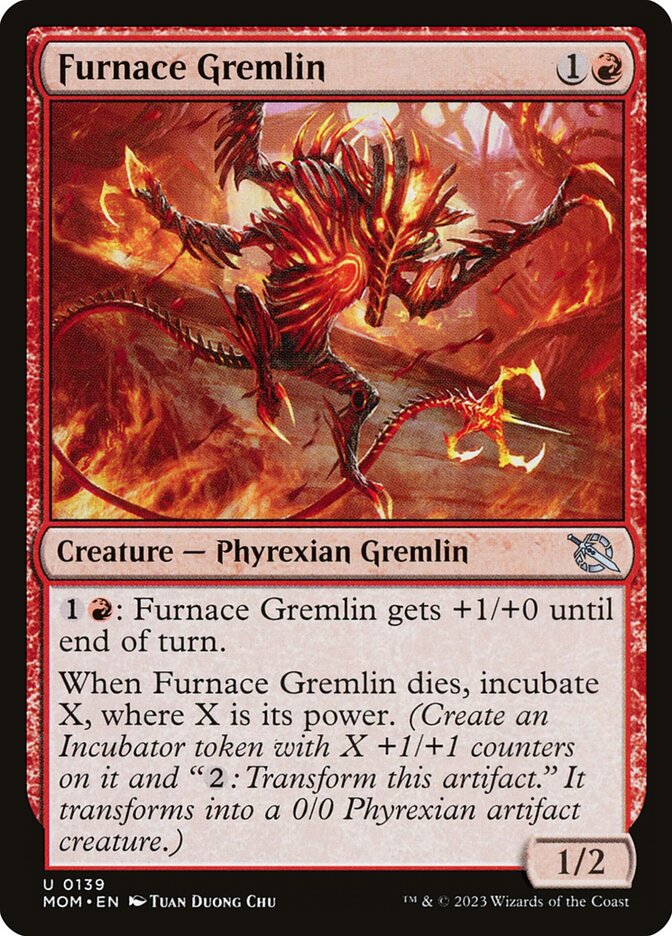 Furnace Gremlin 1
Creature — Phyrexian Gremlin
1 : Furnace Gremlin gets +1/+0 until
end of turn.
When Furnace Gremlin dies, incubate
X, where X is its power. (Create an
Incubator token with X +1/+1 counters
on it and “2: Transform this artifact.” It
transforms into a 0/0 Phyrexian artifact
creature.)
1/2
U 0139
MOM • EN Tuan Duong Chu
™ & © 2023 Wizards of the Coast